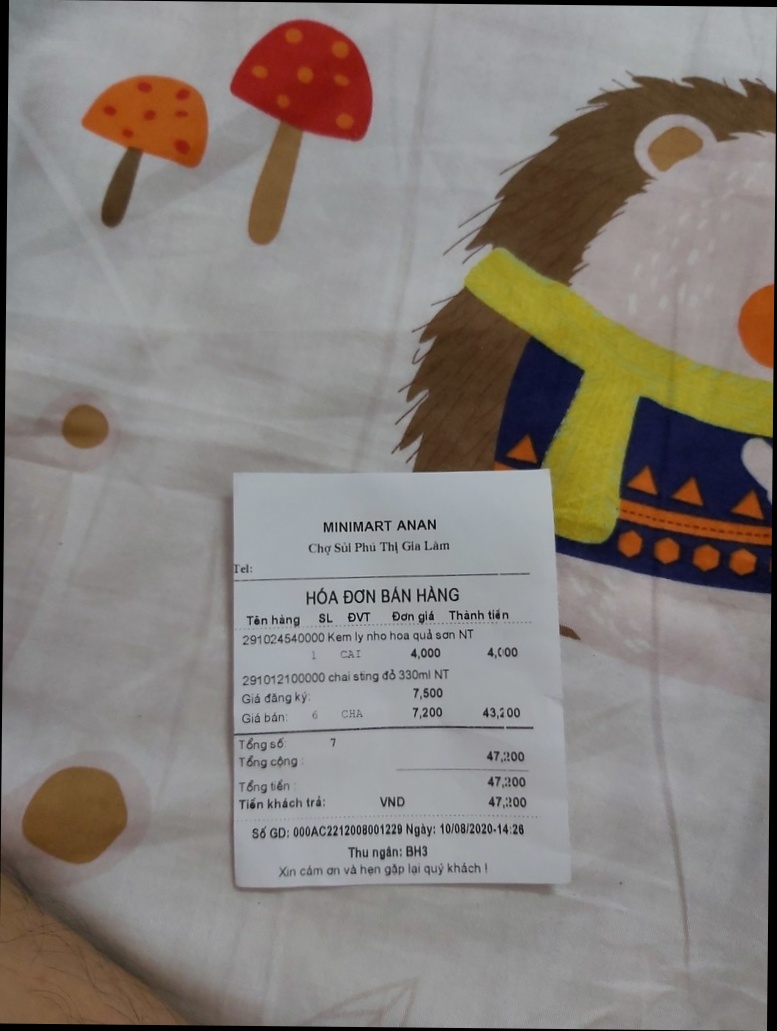 MINIMART ANAN
Chợ Sủi Phú Thị Gia Lâm
Tel:
HÓA ĐƠN BÁN HÀNG
Tên hàng SL ĐVT Đơn giá Thành tiền
291024540000 Kem ly nho hoa quả sơn NT
1 CAI 4,000 4,000
291012100000 chai sting đỏ 330ml NT
Giá đăng ký: 7,500
Giá bán: 6 CHA 7,200 43,200
Tổng số: 7
Tổng cộng : 47,200
Tổng tiền : 47,200
Tiền khách trả: VND 47,200
Số GD: 000AC2212008001229 Ngày: 10/08/2020-14:26
Thu ngân: BH3
Xin cảm ơn và hẹn gặp lại quý khách !